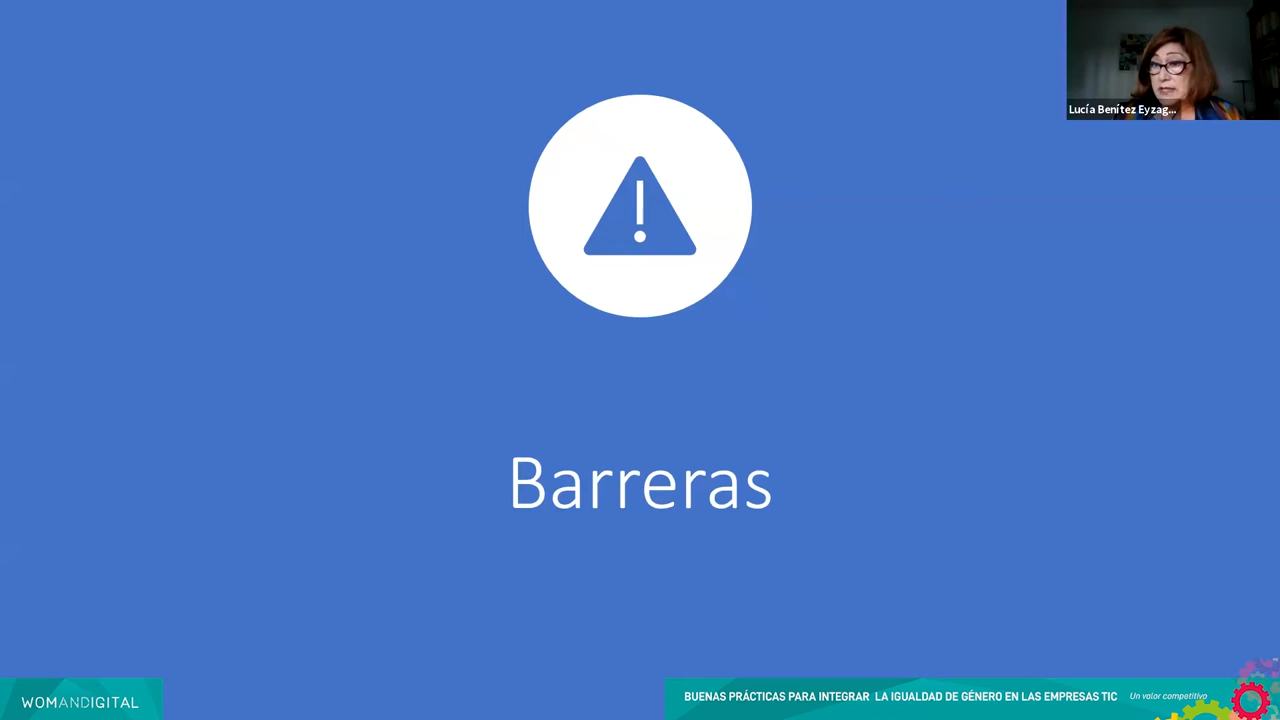 Lucía Benítez Eyzag...
Barreras
WOMANDIGITAL
BUENAS PRÁCTICAS PARA INTEGRAR LA IGUALDAD DE GÉNERO EN LAS EMPRESAS TIC Un valor competitivo